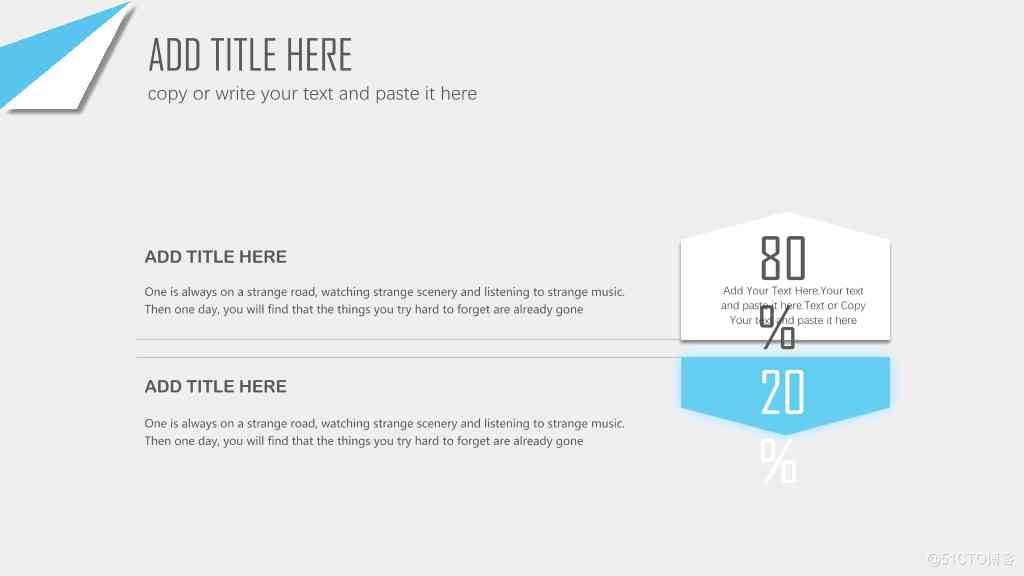 ADD TITLE HERE
copy or write your text and paste it here
ADD TITLE HERE
One is always on a strange road, watching strange scenery and listening to strange music.
Then one day, you will find that the things you try hard to forget are already gone
80
%
Add Your Text Here.Your text
and paste it here.Text or Copy
Your text and paste it here
ADD TITLE HERE
One is always on a strange road, watching strange scenery and listening to strange music.
Then one day, you will find that the things you try hard to forget are already gone
20
%
@51CTO博客